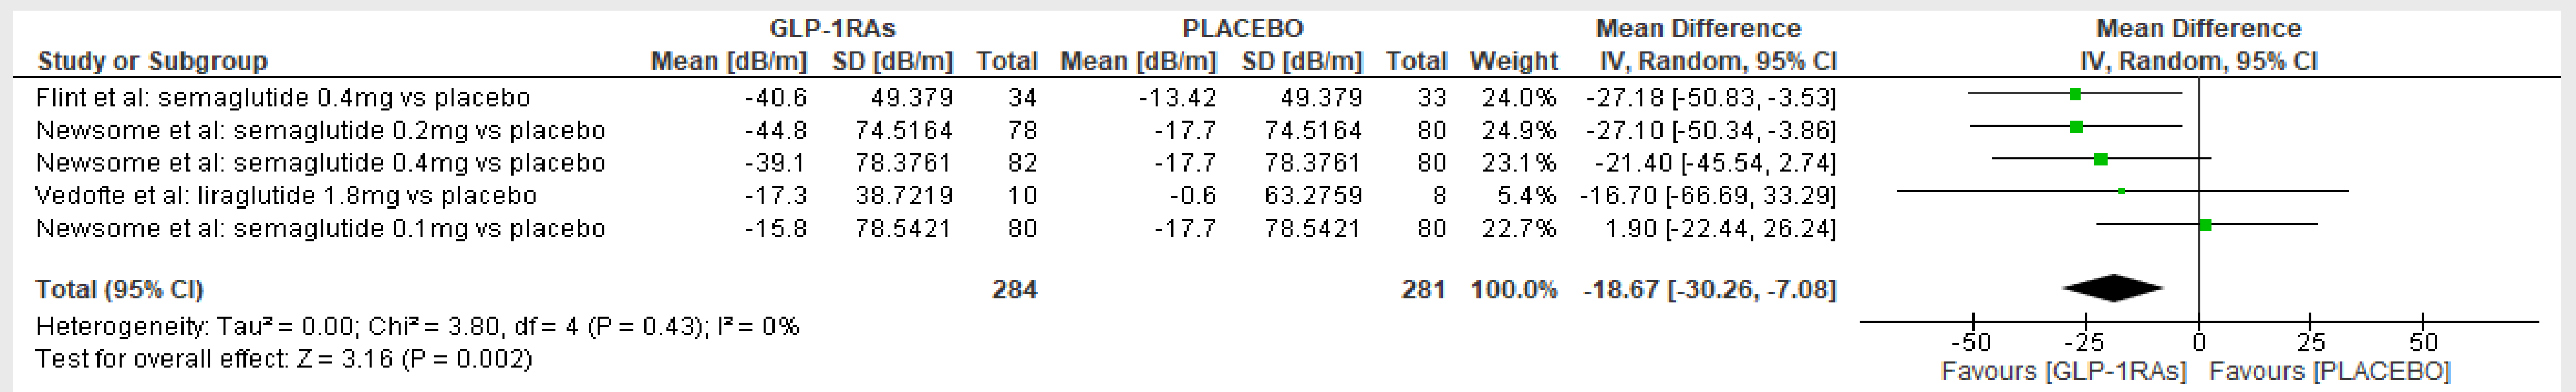 GLP-1RAs PLACEBO Mean Difference Mean Difference
Study or Subgroup Mean [dB/m] SD [dB/m] Total Mean [dB/m] SD [dB/m] Total Weight IV, Random, 95% CI IV, Random, 95% CI
Flint et al: semaglutide 0.4mg vs placebo -40.6 49.379 34 -13.42 49.379 33 24.0% -27.18 [-50.83, -3.53]
Newsome et al: semaglutide 0.2mg vs placebo -44.8 74.5164 78 -17.7 74.5164 80 24.9% -27.10 [-50.34, -3.86]
Newsome et al: semaglutide 0.4mg vs placebo -39.1 78.3761 82 -17.7 78.3761 80 23.1% -21.40 [-45.54, 2.74]
Vedofte et al: liraglutide 1.8mg vs placebo -17.3 38.7219 10 -0.6 63.2759 8 5.4% -16.70 [-66.69, 33.29]
Newsome et al: semaglutide 0.1mg vs placebo -15.8 78.5421 80 -17.7 78.5421 80 22.7% 1.90 [-22.44, 26.24]
Total (95% CI) 284 281 100.0% -18.67 [-30.26, -7.08]
Heterogeneity: Tau² = 0.00; Chi² = 3.80, df = 4 (P = 0.43); I² = 0%
Test for overall effect: Z = 3.16 (P = 0.002)
-50 -25 0 25 50
Favours [GLP-1RAs] Favours [PLACEBO]